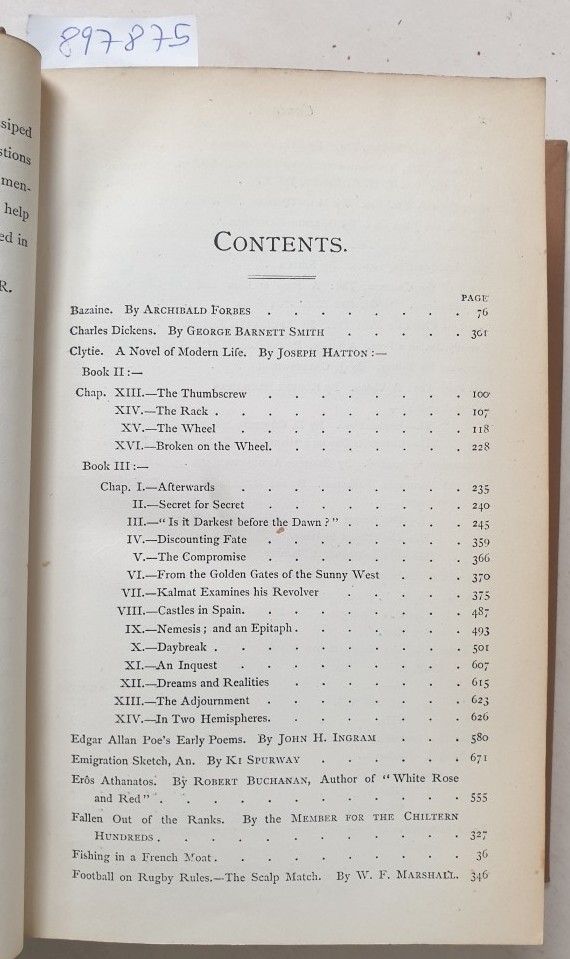 897875
siped
stions
men-
help
ed in
R.
CONTENTS.
PAGE
Bazaine. By ARCHIBALD FORBES . . . . . . . 76
Charles Dickens. By GEORGE BARNETT SMITH . . . . . 301
Clytie. A Novel of Modern Life. By JOSEPH HATTON :—
Book II :—
Chap. XIII.—The Thumbscrew . . . . . . . 100
XIV.—The Rack . . . . . . . . 107
XV.—The Wheel . . . . . . . 118
XVI.—Broken on the Wheel. . . . . . . 228
Book III :—
Chap. I.—Afterwards . . . . . . . . 235
II.—Secret for Secret . . . . . . . 240
III.—“ Is it Darkest before the Dawn ? ” . . . . . 245
IV.—Discounting Fate . . . . . . . 359
V.—The Compromise . . . . . . . 366
VI.—From the Golden Gates of the Sunny West . . . 370
VII.—Kalmat Examines his Revolver . . . . . 375
VIII.—Castles in Spain. . . . . . . . 487
IX.—Nemesis ; and an Epitaph . . . . . . . 493
X.—Daybreak . . . . . . . . 501
XI.—An Inquest . . . . . . . . 607
XII.—Dreams and Realities . . . . . . 615
XIII.—The Adjournment . . . . . . . 623
XIV.—In Two Hemispheres. . . . . . . 626
Edgar Allan Poe's Early Poems. By JOHN H. INGRAM . . . 580
Emigration Sketch, An. By KI SPURWAY . . . . . . 671
Erôs Athanatos. By ROBERT BUCHANAN, Author of “ White Rose
and Red ” . . . . . . . . . . . 555
Fallen Out of the Ranks. By the MEMBER FOR THE CHILTERN
HUNDREDS . . . . . . . . . . . 327
Fishing in a French Moat . . . . . . . . . 36
Football on Rugby Rules.—The Scalp Match. By W. F. MARSHALL. . 346